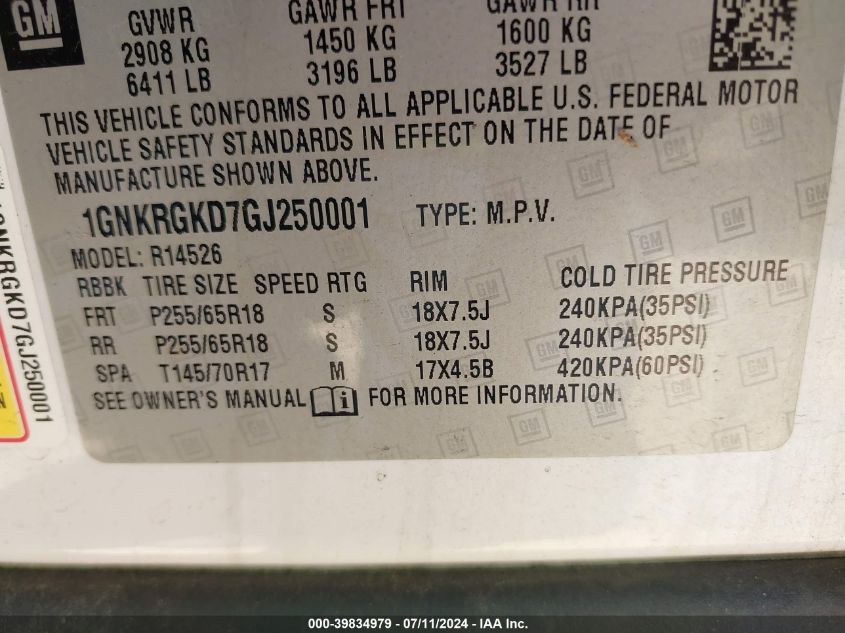 GM
GVWR GAWR FRT GAWR RR
2908 KG 1450 KG 1600 KG
6411 LB 3196 LB 3527 LB
THIS VEHICLE CONFORMS TO ALL APPLICABLE U.S. FEDERAL MOTOR
VEHICLE SAFETY STANDARDS IN EFFECT ON THE DATE OF
MANUFACTURE SHOWN ABOVE.
1GNKRGKD7GJ250001 TYPE: M.P.V.
MODEL: R14526
RBBK TIRE SIZE SPEED RTG RIM COLD TIRE PRESSURE
FRT P255/65R18 S 18X7.5J 240KPA(35PSI)
RR P255/65R18 S 18X7.5J 240KPA(35PSI)
SPA T145/70R17 M 17X4.5B 420KPA(60PSI)
SEE OWNER'S MANUAL i FOR MORE INFORMATION.
GNKRGKD7GJ250001
000-39834979 / 07/11/2024 - IAA Inc.